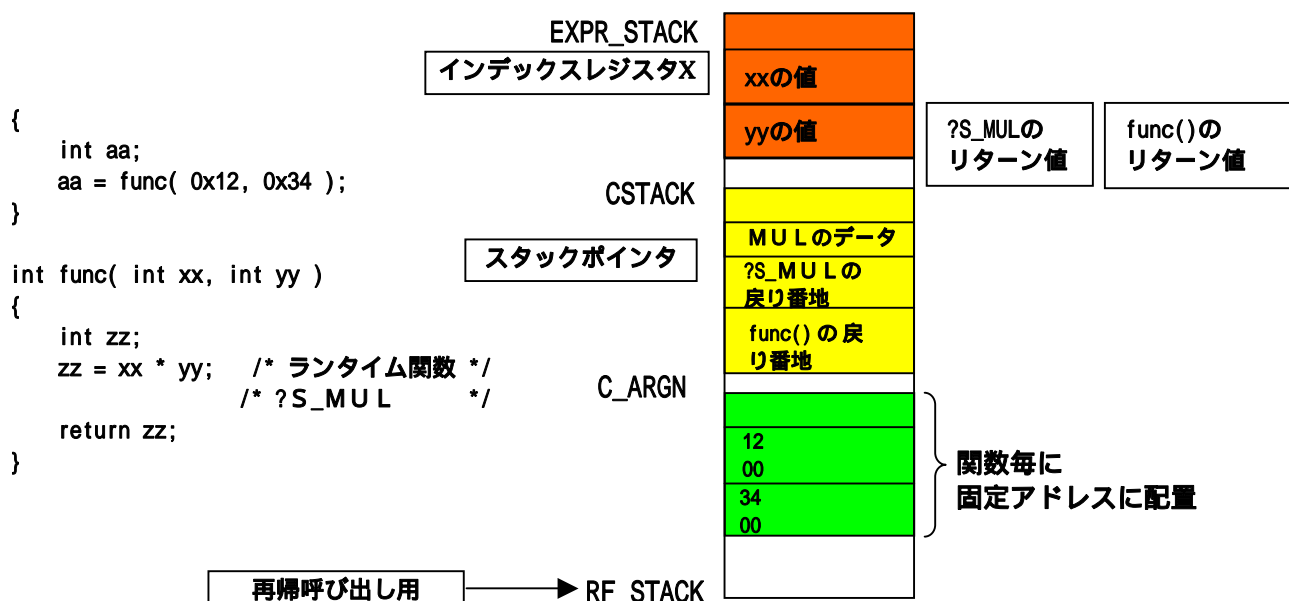 EXPR_STACK
インデックスレジスタX
xxの値
{
yyの値
?S_MULの
リターン値
func()の
リターン値
int aa;
aa = func( 0x12, 0x34 );
CSTACK
}
MULのデータ
スタックポインタ
int func( int xx, int yy )
?S_MULの
戻り番地
{
int zz;
func()の戻
り番地
zz = xx * yy; /* ランタイム関数 */
C_ARGN
/* ?S_MUL */
return zz;
12
}
00
関数毎に
34
固定アドレスに配置
00
再帰呼び出し用
RF_STACK